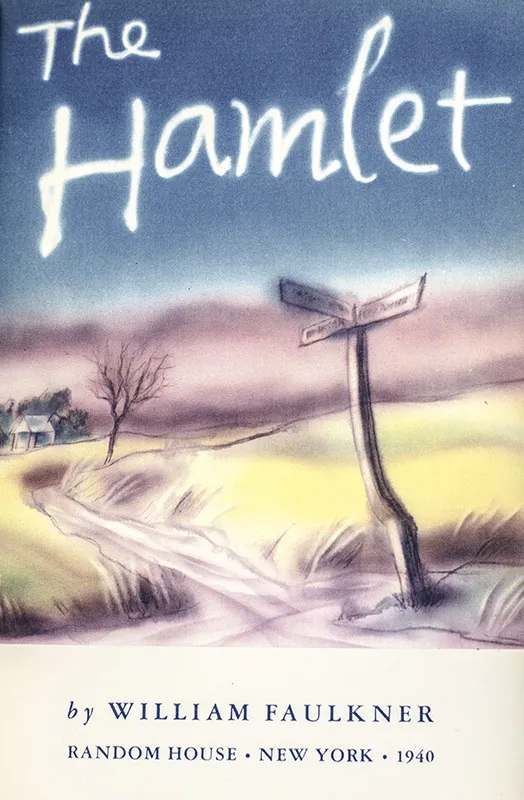 The
Hamlet
by WILLIAM FAULKNER
RANDOM HOUSE • NEW YORK • 1940